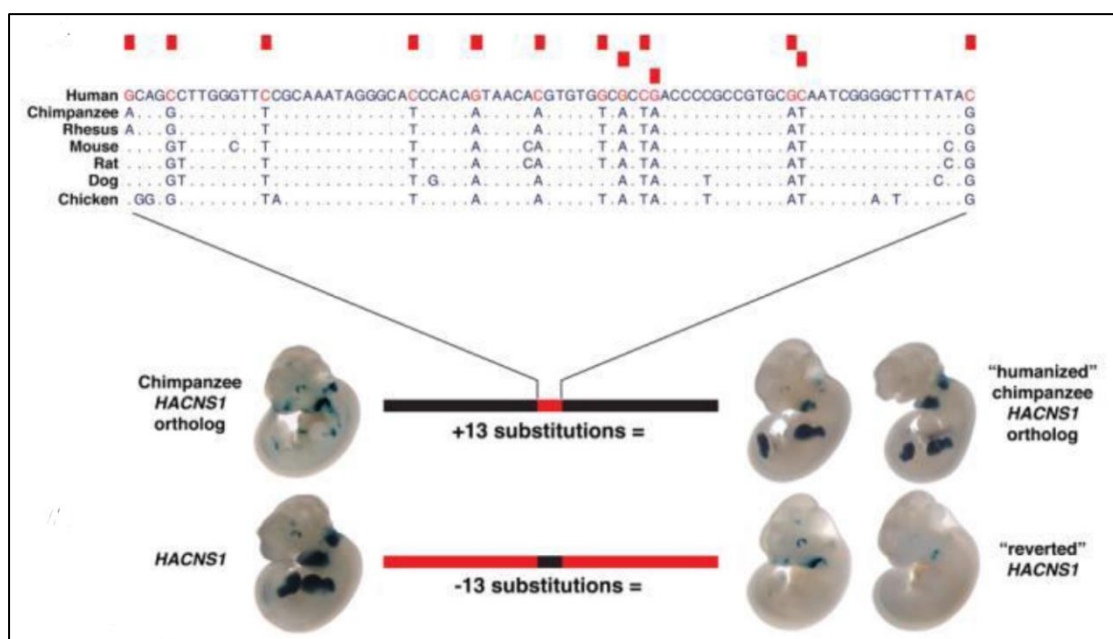 Human GCAGCCTTGGGTTCCGCAAATAGGGCACCCACAGTAACACGTGTGGCGCCGACCCCGCCGTGCGCAATCGGGGCTTTATAC
Chimpanzee A...G........T.............T.....A.....A.....T.A.TA............AT...............G
Rhesus A...G........T.............T.....A.....A.....T.A.TA............AT...............G
Mouse ....GT....C..T.............T.....A....CA.....T.A.TA............AT.............C.G
Rat ....GT.......T.............T.....A....CA.....T.A.TA............AT.............C.G
Dog ....GT.......T.............T.G...A.....A.......A.TA....T.......AT............C..G
Chicken .GG.G........TA............T.....A.....A.....T.A.TA....T.......AT......A.T......G
Chimpanzee
HACNS1
ortholog
+13 substitutions =
"humanized"
chimpanzee
HACNS1
ortholog
HACNS1
-13 substitutions =
"reverted"
HACNS1